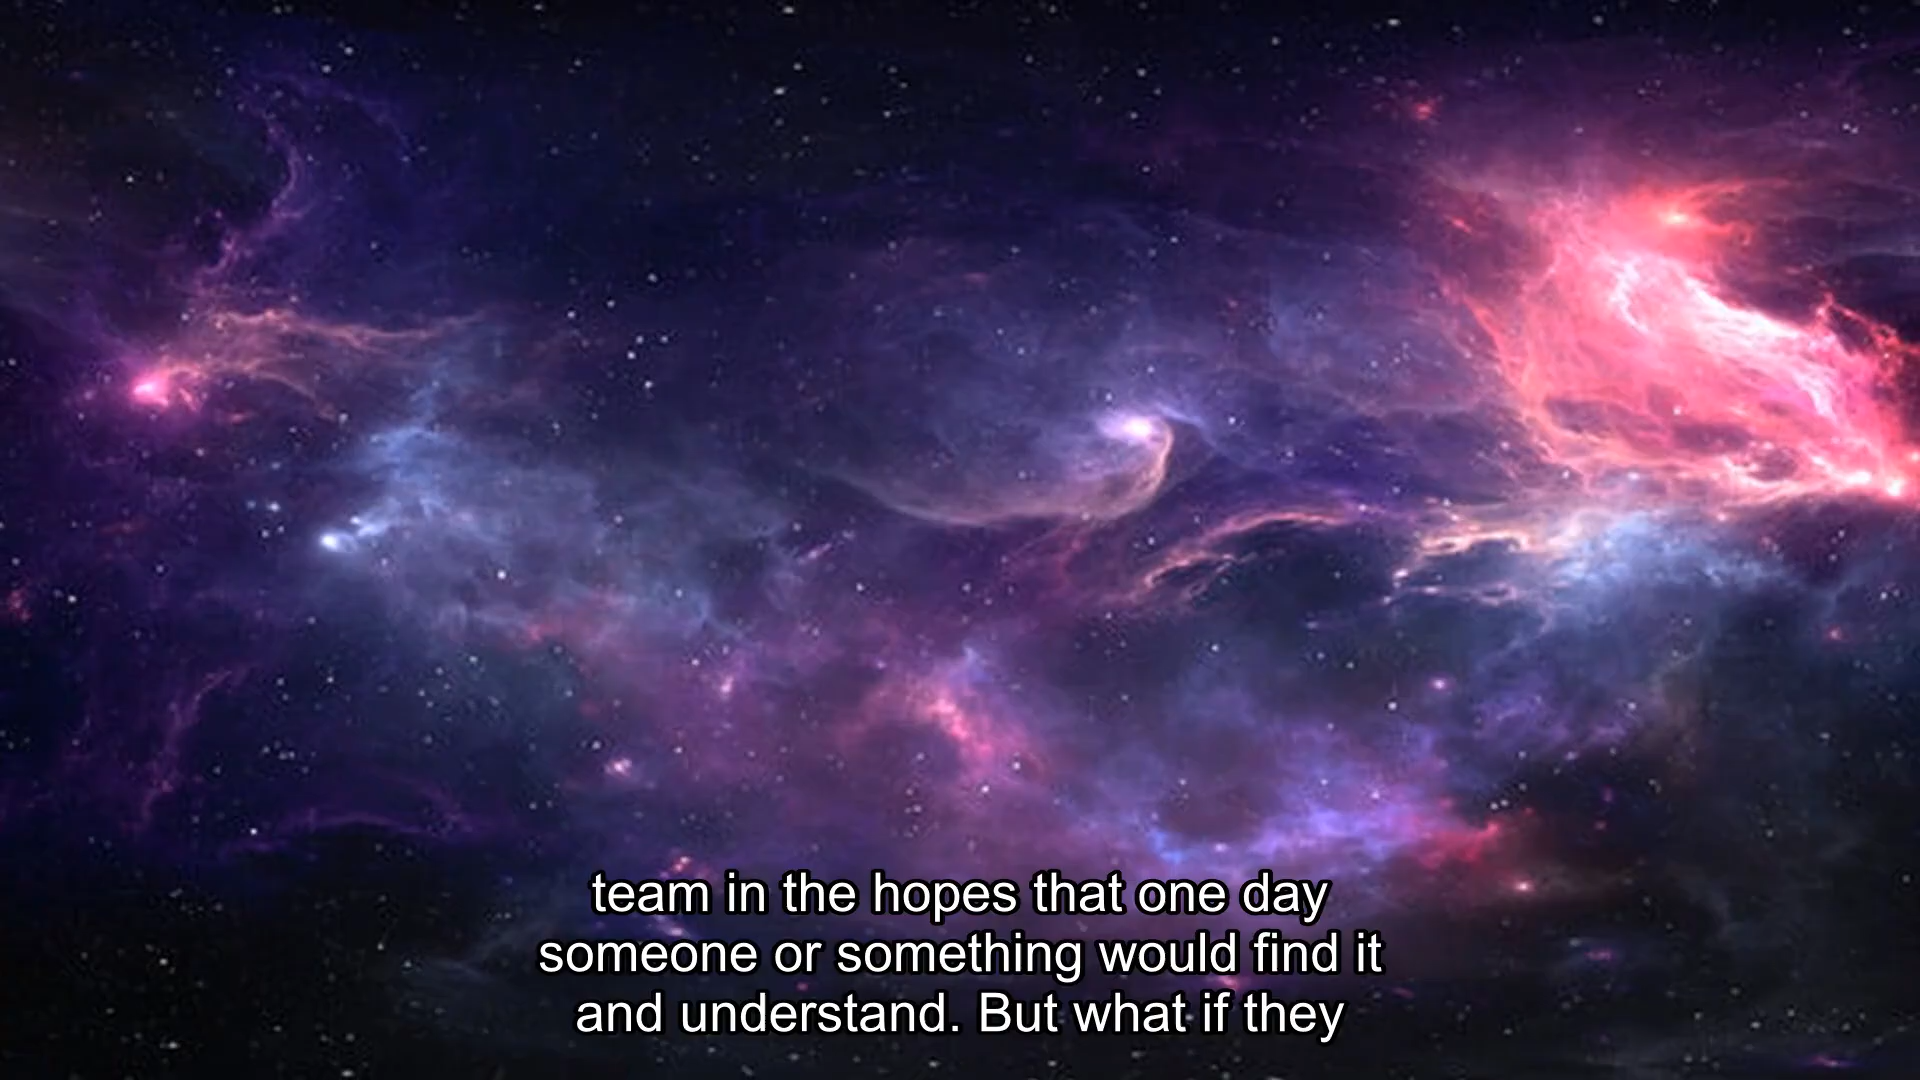 team in the hopes that one day
someone or something would find it
and understand. But what if they